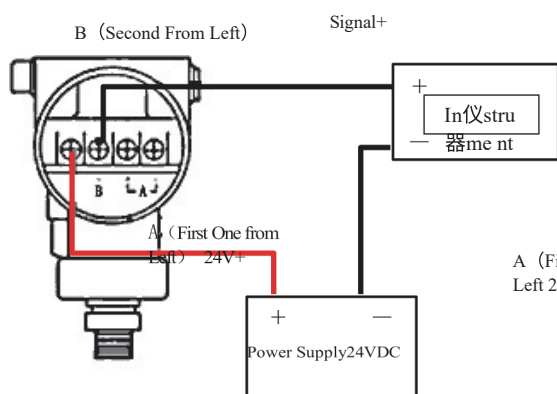 B (Second From Left)
Signal+
+
In仪stru
— 器me nt
B
A
A（First One from
Left） 24V+
A（Fi
Left 2
+ —
Power Supply24VDC